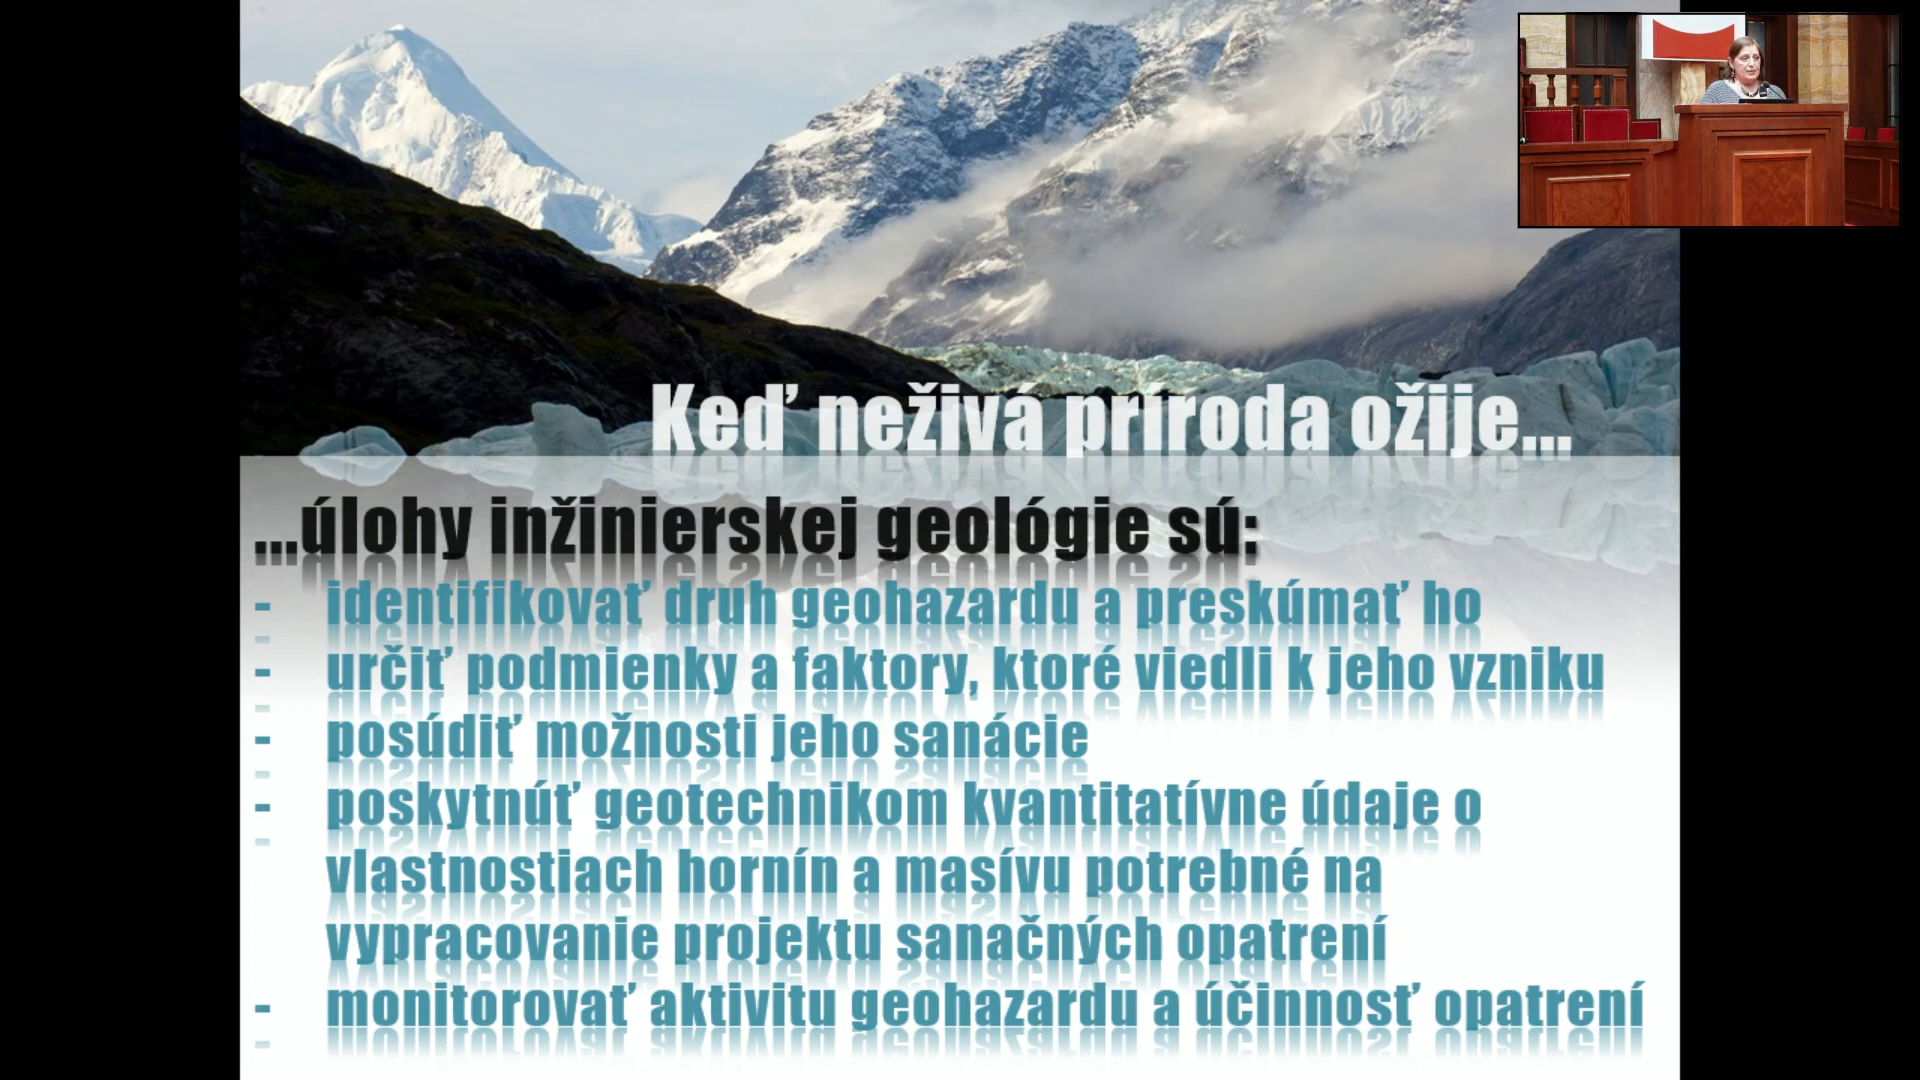 Keď neživá príroda ožije...
...úlohy inžinierskej geológie sú:
- identifikovať druh geohazardu a preskúmať ho
- určiť podmienky a faktory, ktoré viedli k jeho vzniku
- posúdiť možnosti jeho sanácie
- poskytnúť geotechnikom kvantitatívne údaje o
vlastnostiach hornín a masívu potrebné na
vypracovanie projektu sanačných opatrení
- monitorovať aktivitu geohazardu a účinnosť opatrení